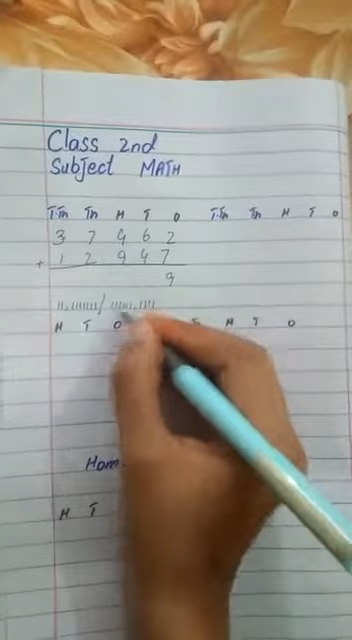 Class 2nd
Subject MATH
T.Th Th H T O T.Th Th H T O
3 7 4 6 2
+ 1 2 9 4 7
9
H T O T H T O
Hom
H T